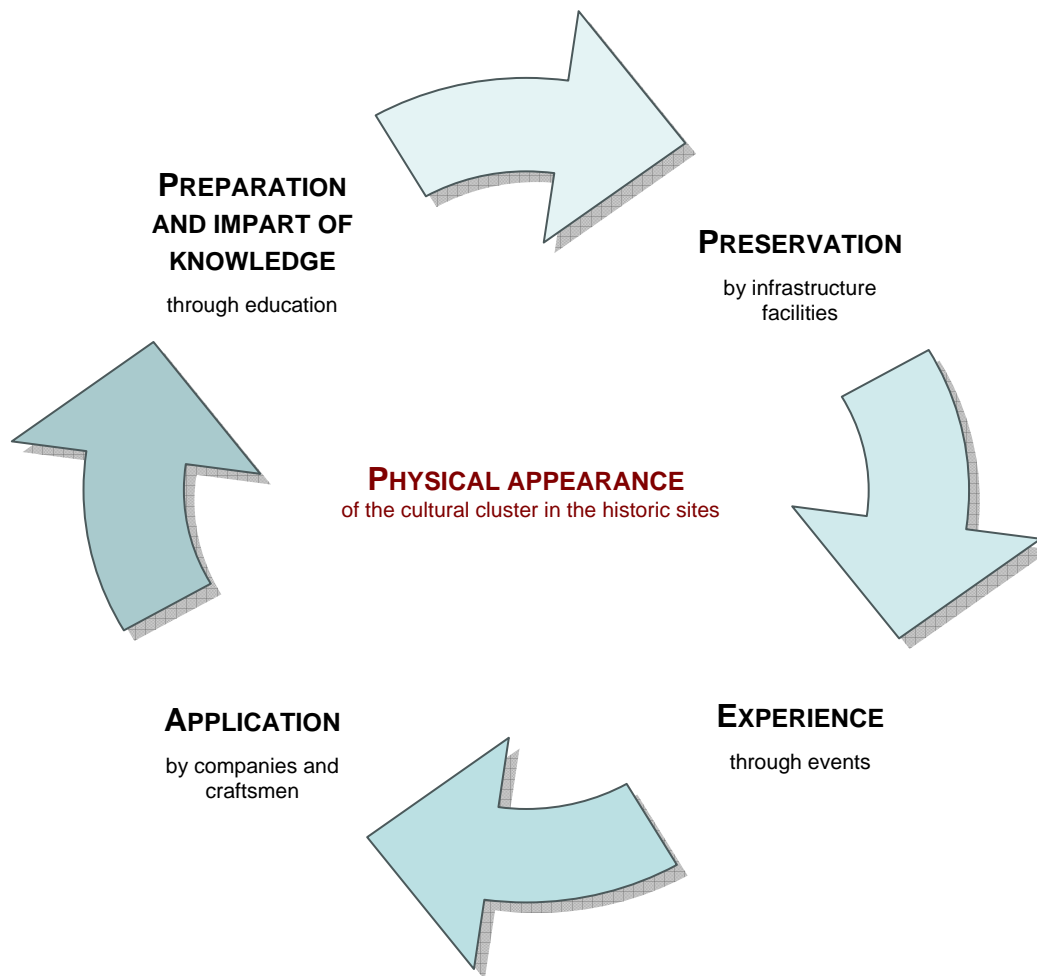 PREPARATION
AND IMPART OF
KNOWLEDGE
through education
PRESERVATION
by infrastructure
facilities
PHYSICAL APPEARANCE
of the cultural cluster in the historic sites
APPLICATION
by companies and
craftsmen
EXPERIENCE
through events